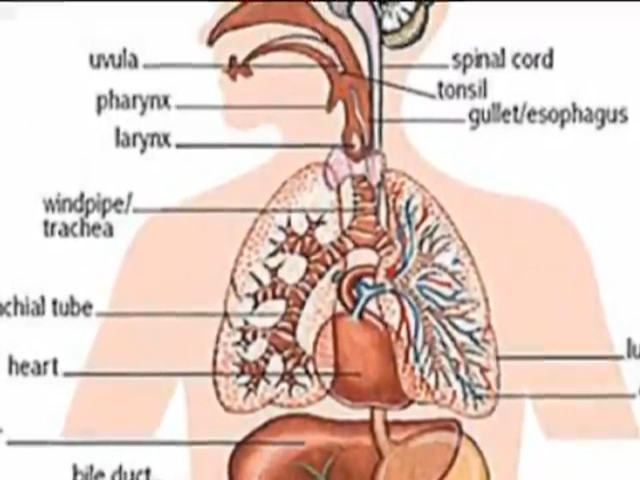 uvula
spinal cord
tonsil
pharynx
gullet/esophagus
larynx
windpipe/
trachea
chial tube
lu
heart
bile duct